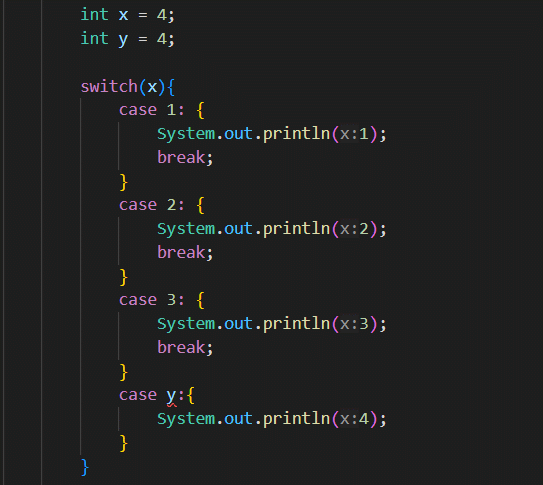 int x = 4;
int y = 4;
switch(x){
case 1: {
System.out.println(x:1);
break;
}
case 2: {
System.out.println(x:2);
break;
}
case 3: {
System.out.println(x:3);
break;
}
case y:{
System.out.println(x:4);
}
}